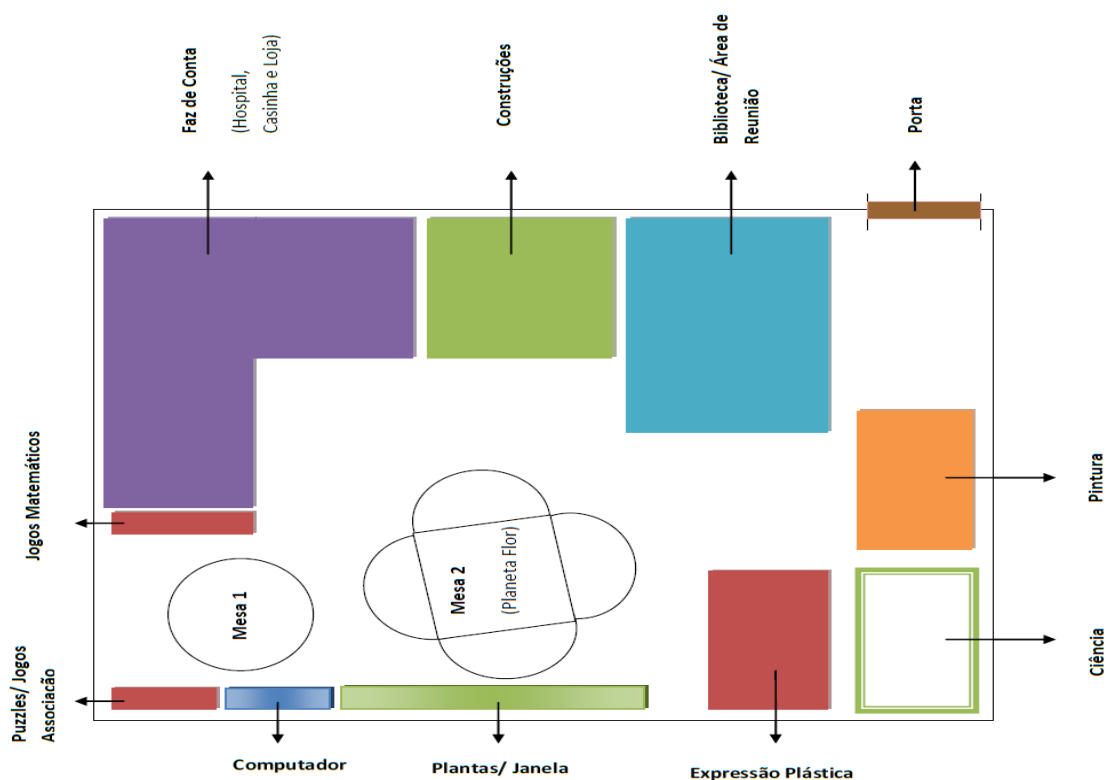 Faz de Conta
(Hospital,
Casinha e Loja)
Construções
Biblioteca/ Área de
Reunião
Porta
Jogos Matemáticos
Pintura
Mesa 1
Mesa 2
(Planeta Flor)
Puzzles/ Jogos
Associação
Ciência
Computador
Plantas/ Janela
Expressão Plástica